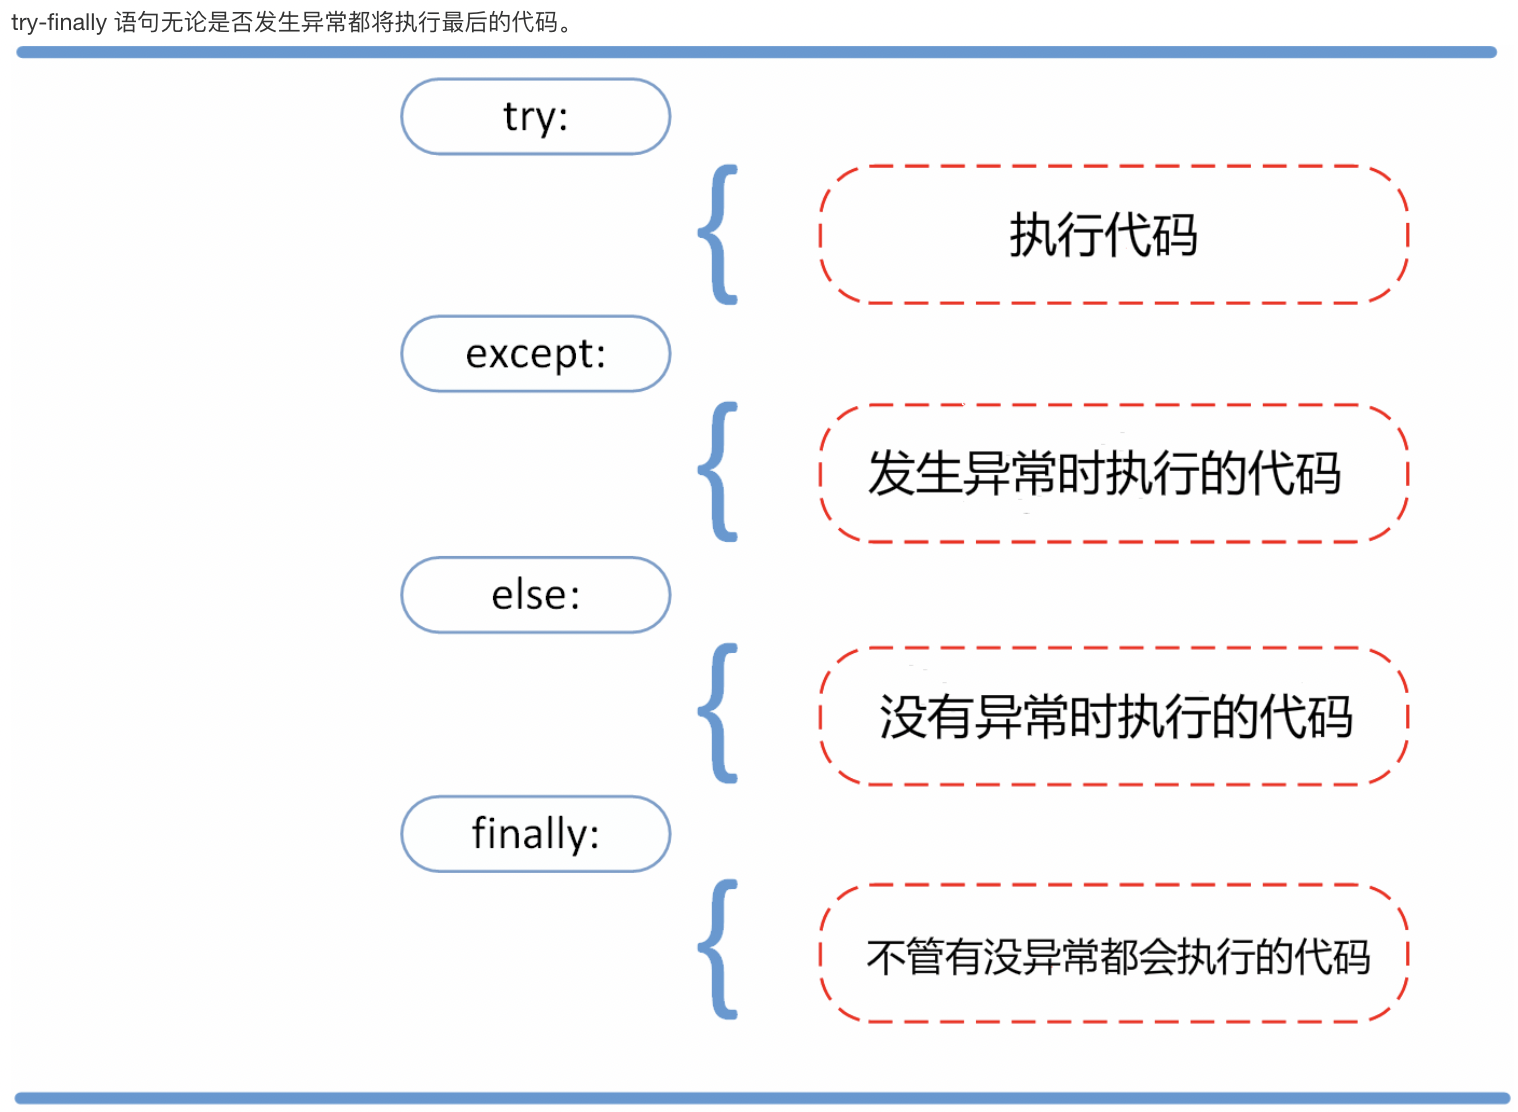 try-finally 语句无论是否发生异常都将执行最后的代码。
try:
执行代码
except:
发生异常时执行的代码
else:
没有异常时执行的代码
finally:
不管有没异常都会执行的代码